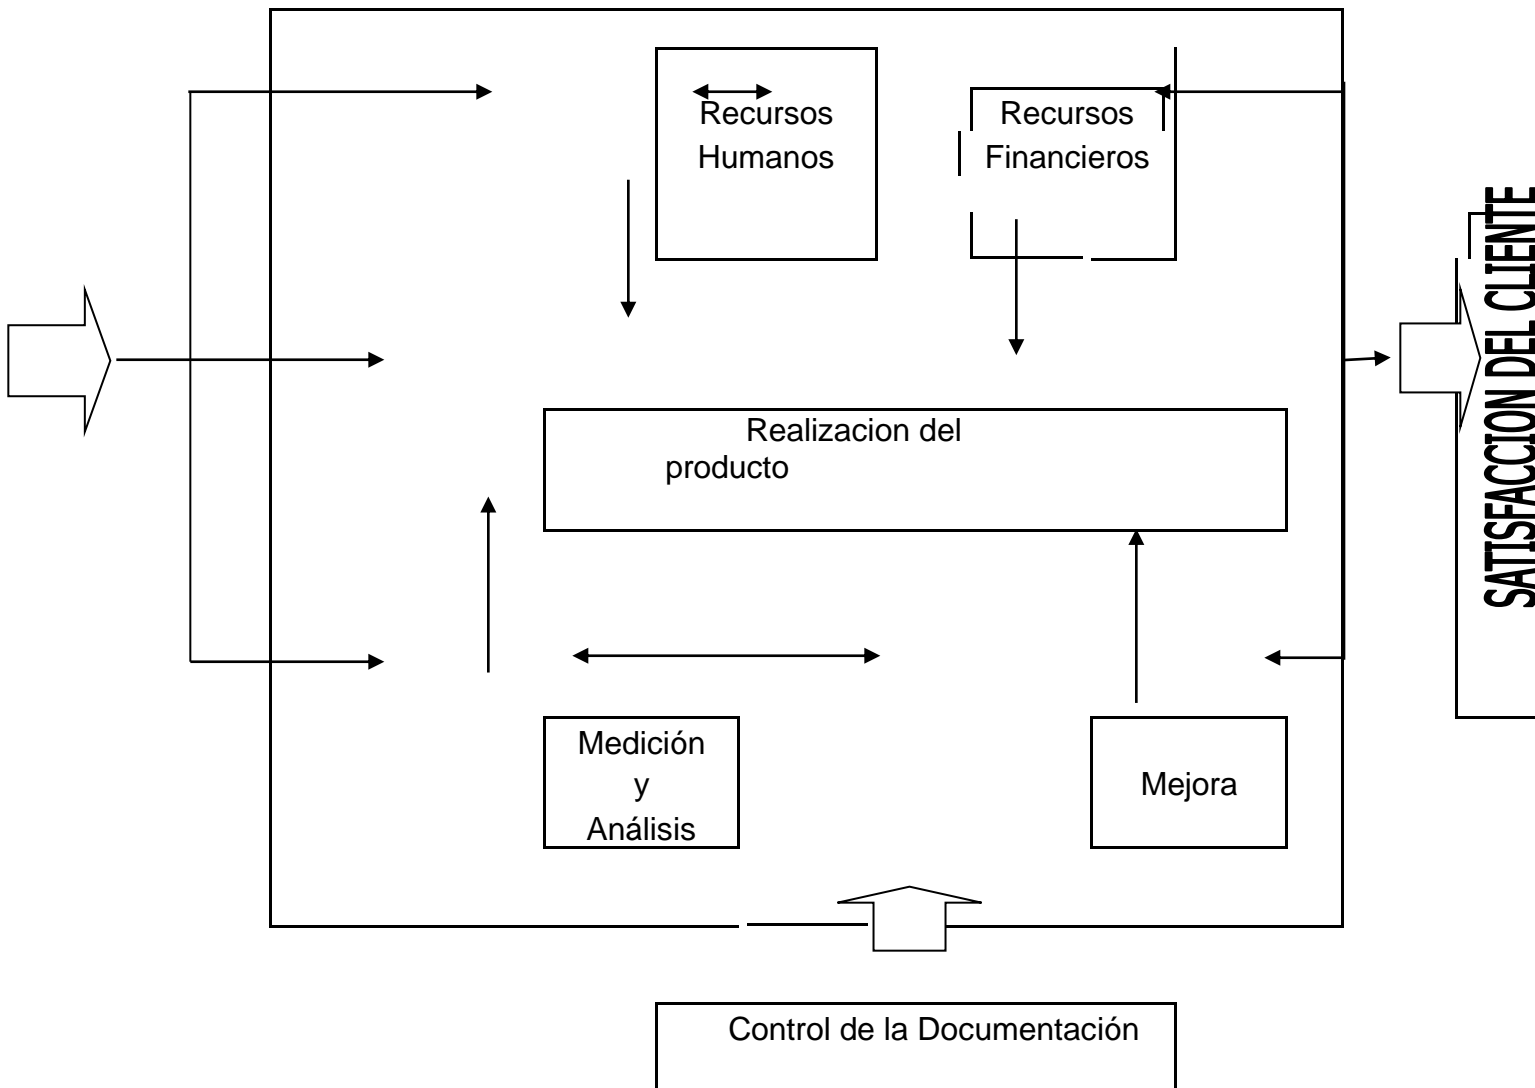 Recursos
Humanos
Recursos
Financieros
SATISFACCION DEL CLIENTE
Realizacion del
producto
Medición
y
Análisis
Mejora
Control de la Documentación